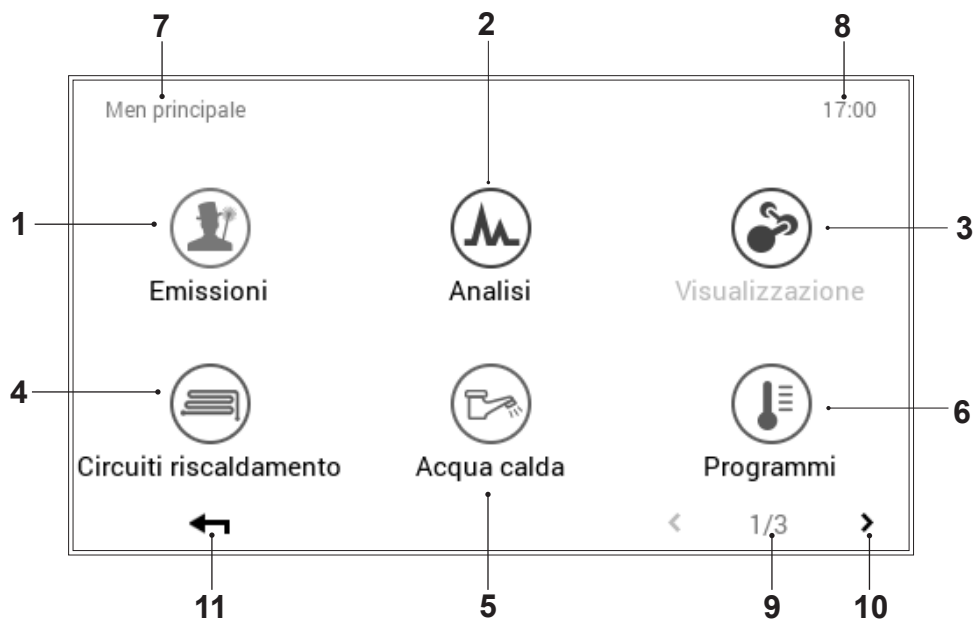 7 2 8
Men principale 17:00
1 3
Emissioni Analisi Visualizzazione
4 6
Circuiti riscaldamento Acqua calda Programmi
< 1/3 >
11 5 9 10